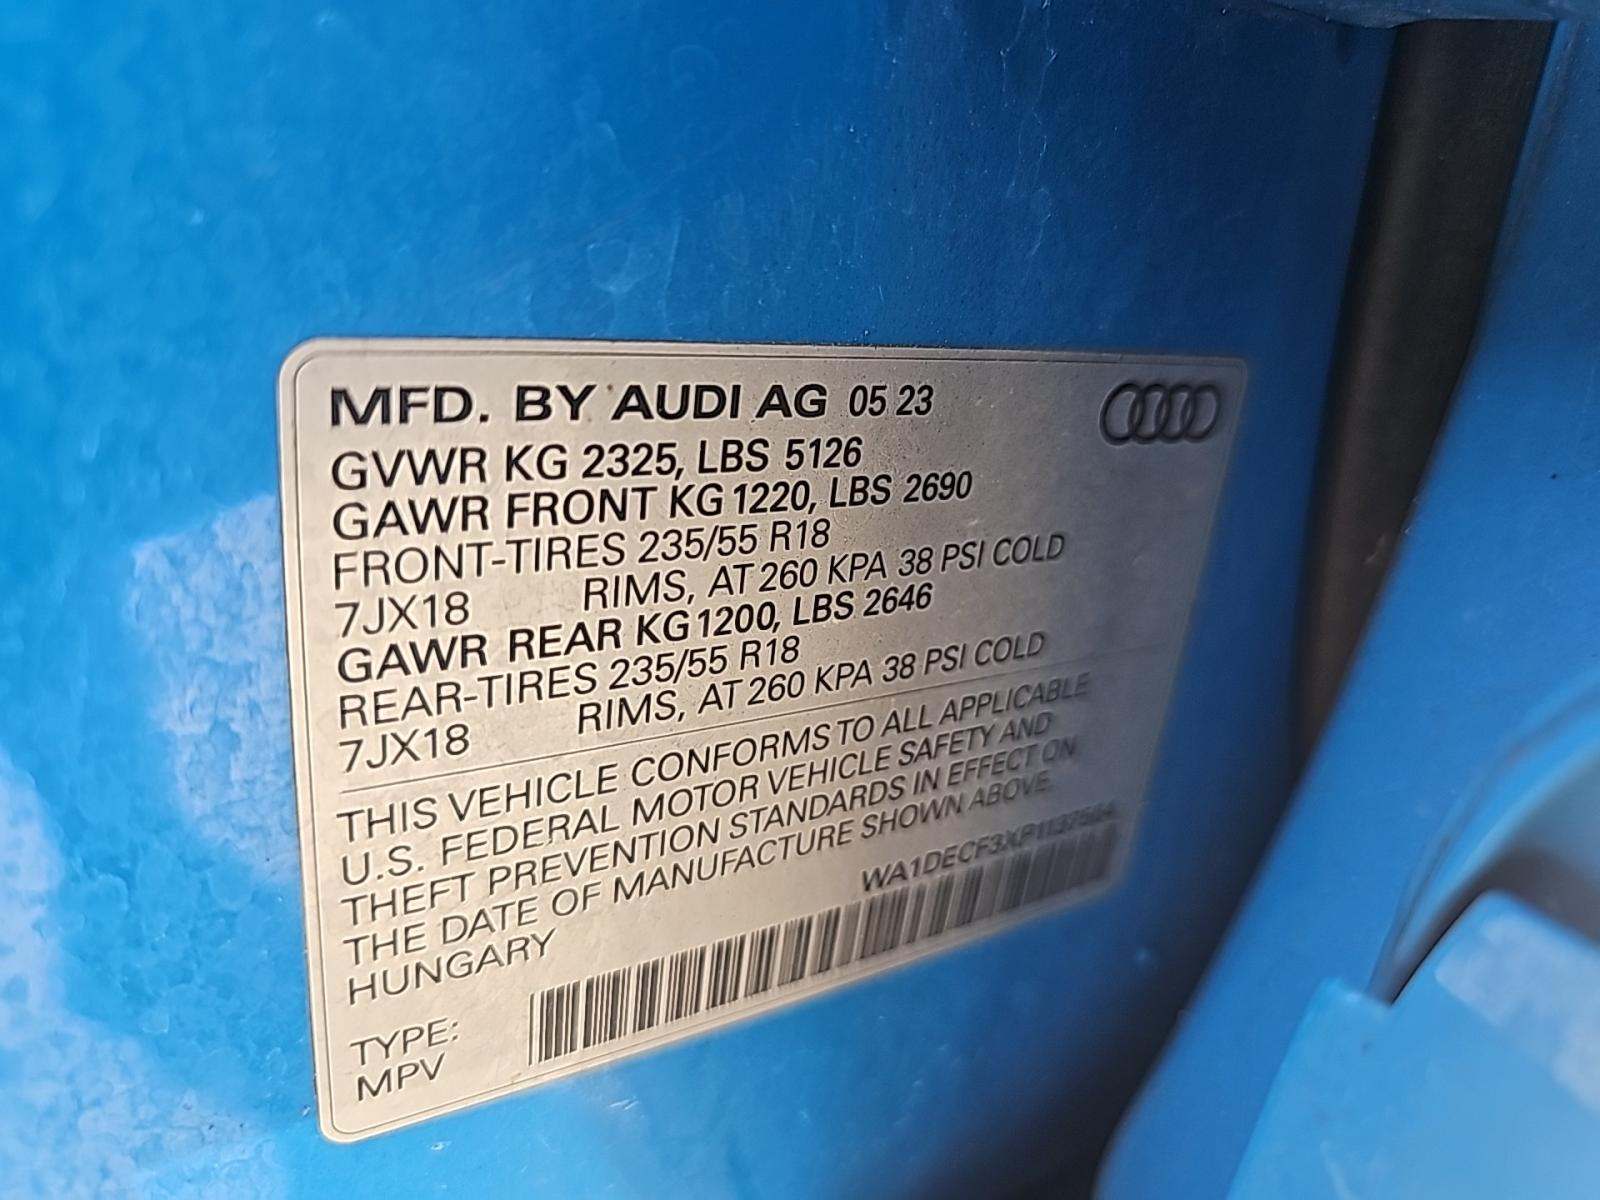 MFD. BY AUDI AG 05 23
GVWR KG 2325, LBS 5126
GAWR FRONT KG 1220, LBS 2690
FRONT-TIRES 235/55 R18
7JX18 RIMS, AT 260 KPA 38 PSI COLD
GAWR REAR KG 1200, LBS 2646
REAR-TIRES 235/55 R18
7JX18 RIMS, AT 260 KPA 38 PSI COLD
THIS VEHICLE CONFORMS TO ALL APPLICABLE
U.S. FEDERAL MOTOR VEHICLE SAFETY AND
THEFT PREVENTION STANDARDS IN EFFECT ON
THE DATE OF MANUFACTURE SHOWN ABOVE.
HUNGARY
TYPE:
MPV